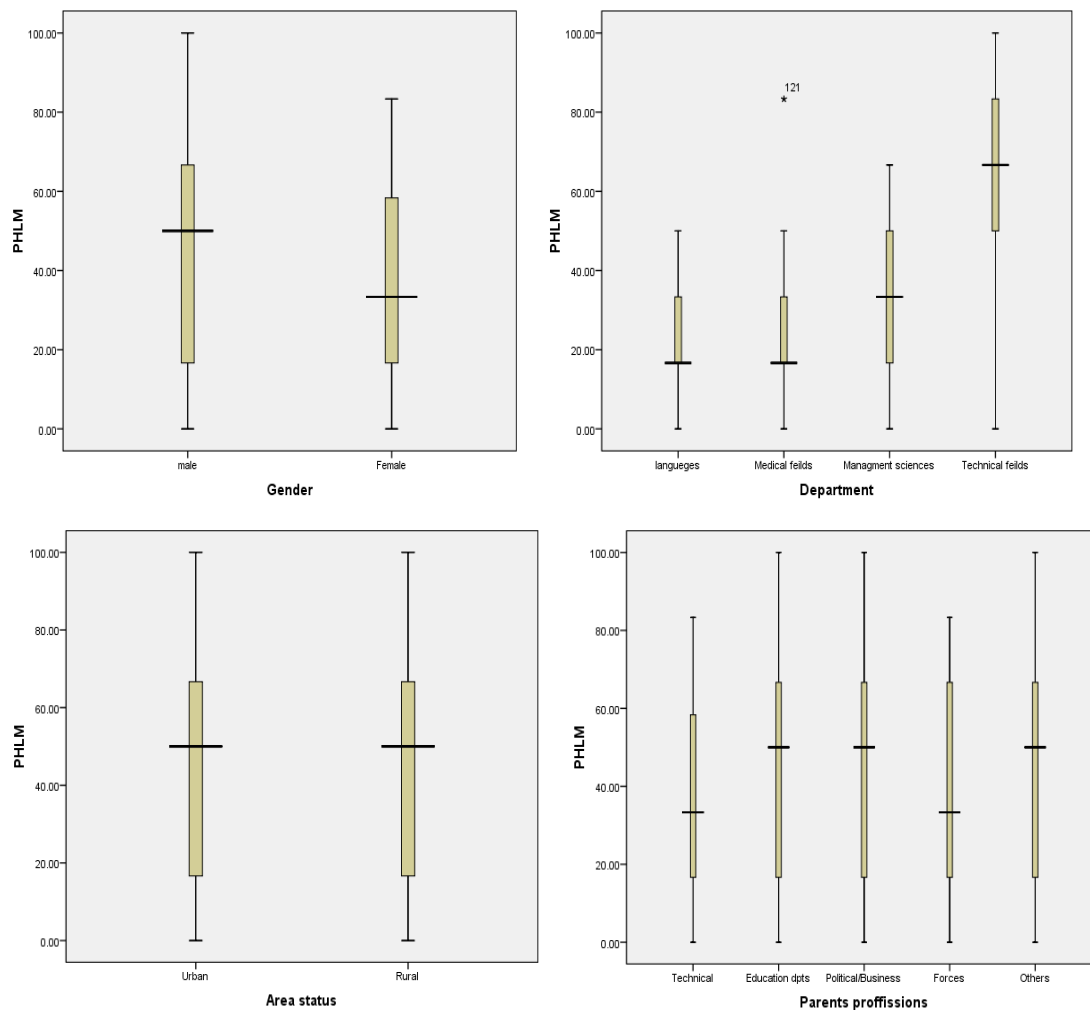 100.00
80.00
60.00
40.00
20.00
0.00
PHLM
male
Female
Gender
100.00
80.00
60.00
40.00
20.00
0.00
PHLM
121
langueges
Medical feilds
Managment sciences
Technical feilds
Department
100.00
80.00
60.00
40.00
20.00
0.00
PHLM
Urban
Rural
Area status
100.00
80.00
60.00
40.00
20.00
0.00
PHLM
Technical
Education dpts
Political/Business
Forces
Others
Parents proffissions